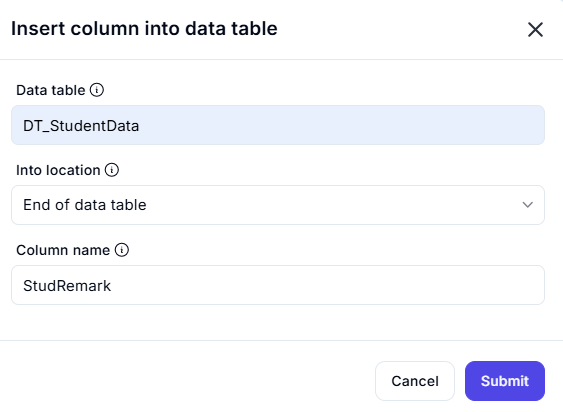 Insert column into data table
Data table
DT_StudentData
Into location
End of data table
Column name
StudRemark
Cancel Submit